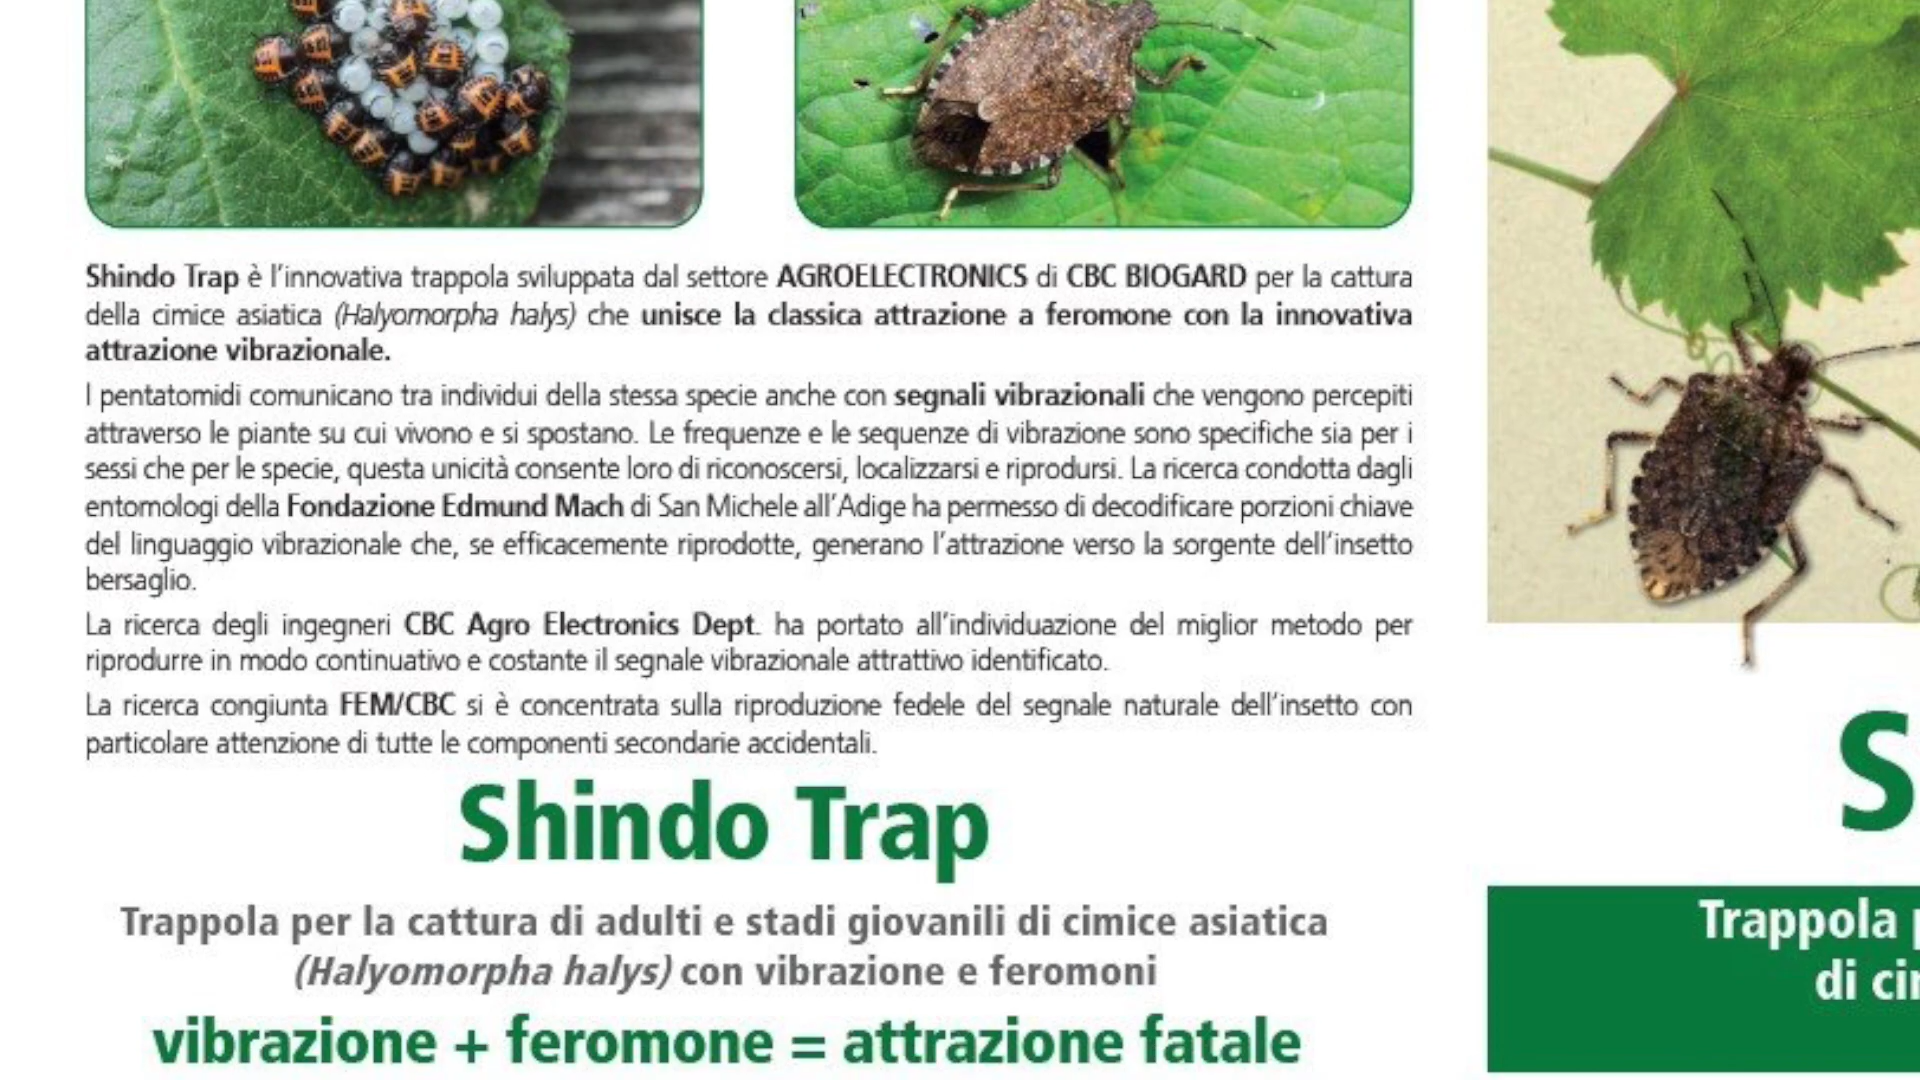 Shindo Trap è l'innovativa trappola sviluppata dal settore AGROELECTRONICS di CBC BIOGARD per la cattura
della cimice asiatica (Halyomorpha halys) che unisce la classica attrazione a feromone con la innovativa
attrazione vibrazionale.
I pentatomidi comunicano tra individui della stessa specie anche con segnali vibrazionali che vengono percepiti
attraverso le piante su cui vivono e si spostano. Le frequenze e le sequenze di vibrazione sono specifiche sia per i
sessi che per le specie, questa unicità consente loro di riconoscersi, localizzarsi e riprodursi. La ricerca condotta dagli
entomologi della Fondazione Edmund Mach di San Michele all'Adige ha permesso di decodificare porzioni chiave
del linguaggio vibrazionale che, se efficacemente riprodotte, generano l'attrazione verso la sorgente dell'insetto
bersaglio.
La ricerca degli ingegneri CBC Agro Electronics Dept. ha portato all'individuazione del miglior metodo per
riprodurre in modo continuativo e costante il segnale vibrazionale attrattivo identificato.
La ricerca congiunta FEM/CBC si è concentrata sulla riproduzione fedele del segnale naturale dell'insetto con
particolare attenzione di tutte le componenti secondarie accidentali.
Shindo Trap
Trappola per la cattura di adulti e stadi giovanili di cimice asiatica
(Halyomorpha halys) con vibrazione e feromoni
vibrazione + feromone = attrazione fatale
S
Trappola
di